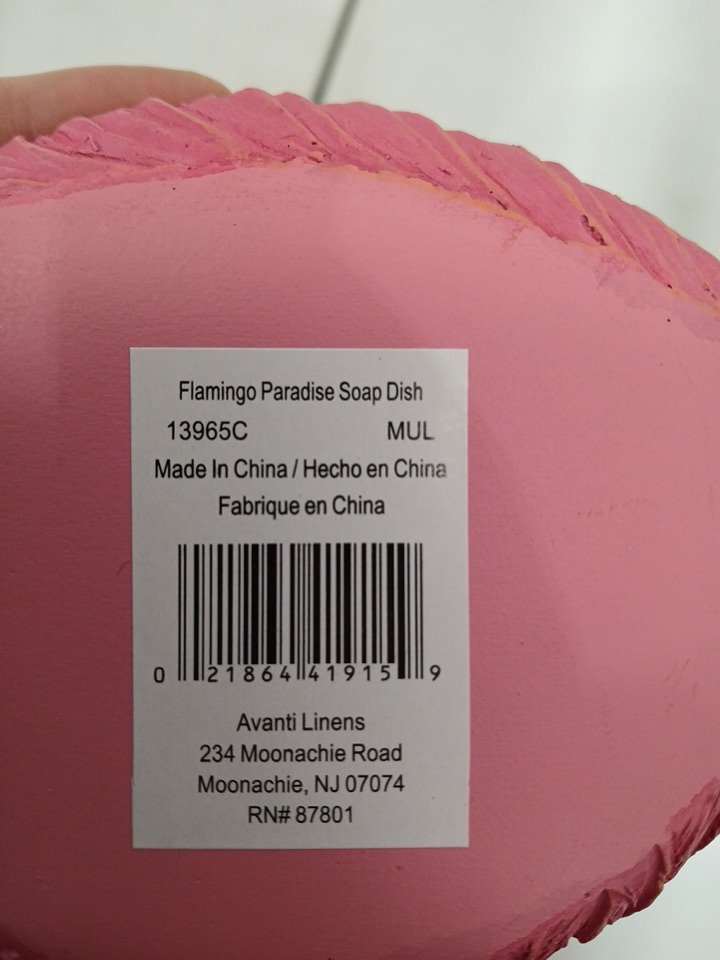 Flamingo Paradise Soap Dish
13965C MUL
Made In China / Hecho en China
Fabrique en China
0 21864 41915 9
Avanti Linens
234 Moonachie Road
Moonachie, NJ 07074
RN# 87801